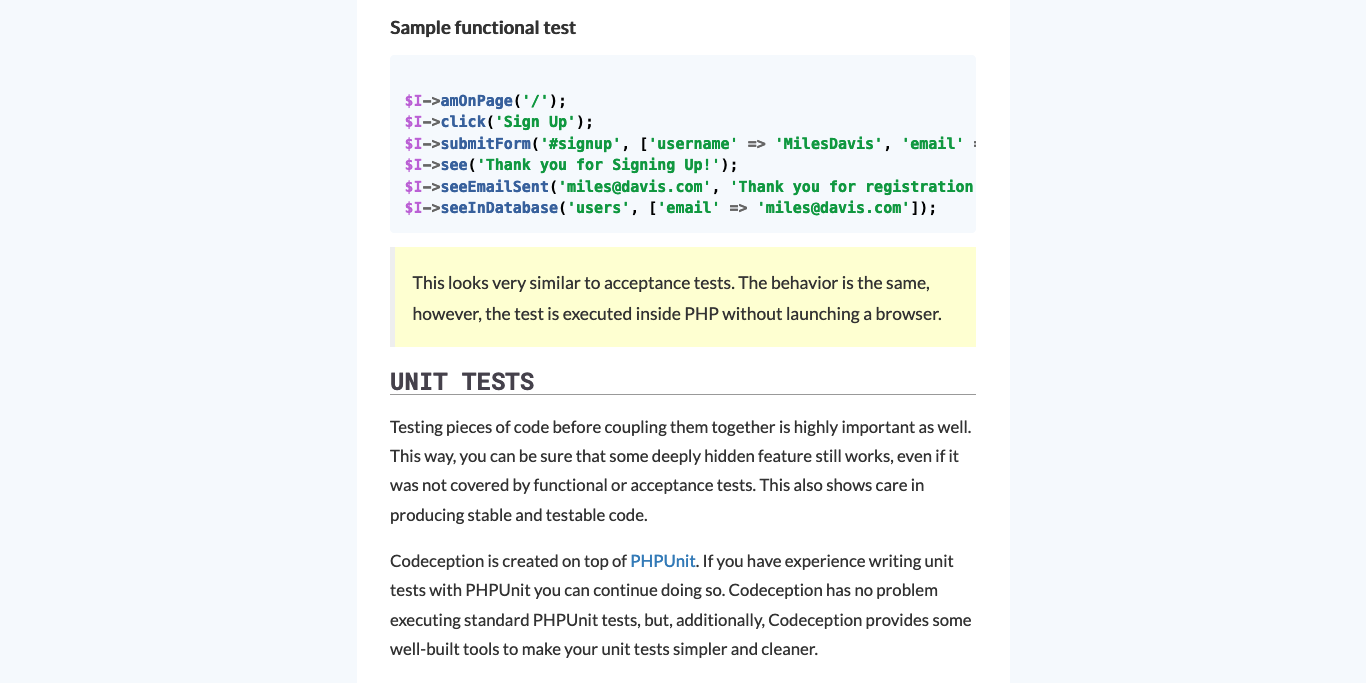 Sample functional test
$I->amOnPage('/');
$I->click('Sign Up');
$I->submitForm('#signup', ['username' => 'MilesDavis', 'email' =
$I->see('Thank you for Signing Up!');
$I->seeEmailSent('miles@davis.com', 'Thank you for registration
$I->seeInDatabase('users', ['email' => 'miles@davis.com']);
This looks very similar to acceptance tests. The behavior is the same,
however, the test is executed inside PHP without launching a browser.
UNIT TESTS
Testing pieces of code before coupling them together is highly important as well.
This way, you can be sure that some deeply hidden feature still works, even if it
was not covered by functional or acceptance tests. This also shows care in
producing stable and testable code.
Codeception is created on top of PHPUnit. If you have experience writing unit
tests with PHPUnit you can continue doing so. Codeception has no problem
executing standard PHPUnit tests, but, additionally, Codeception provides some
well-built tools to make your unit tests simpler and cleaner.